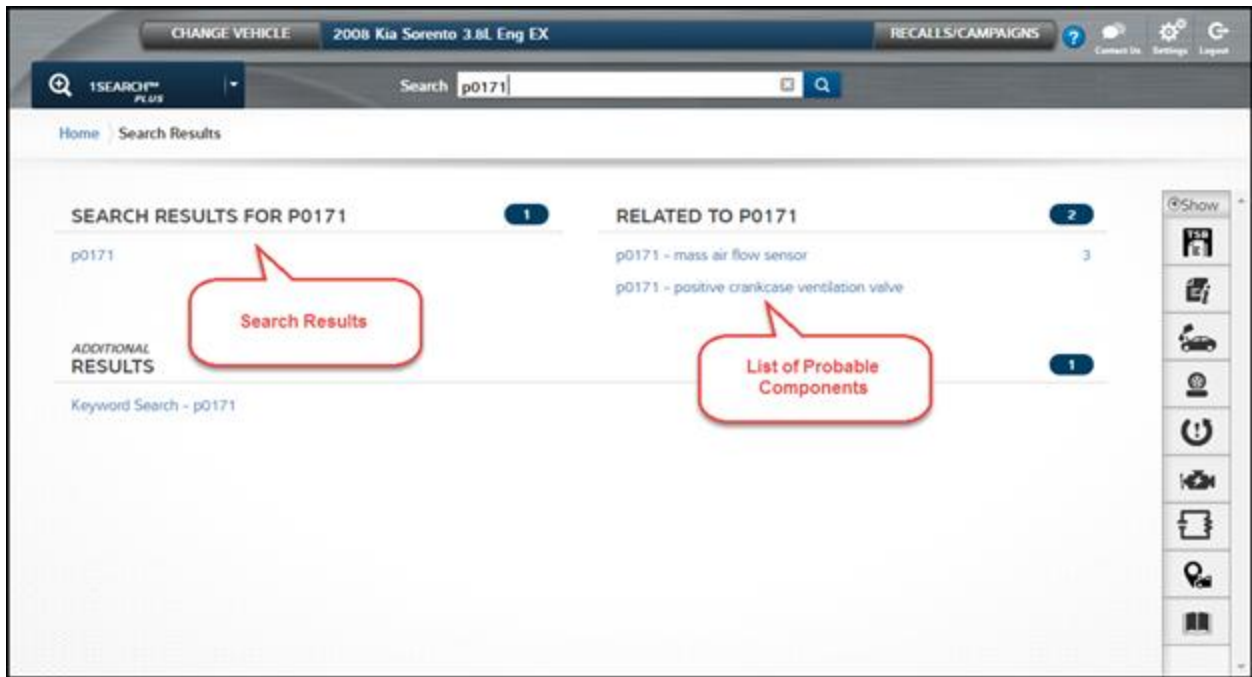 CHANGE VEHICLE 2008 Kia Sorento 3.8L Eng EX RECALLS/CAMPAIGNS ? Contact Us Settings Logout
1SEARCH™ PLUS Search p0171
Home Search Results
SEARCH RESULTS FOR P0171 1
p0171
Search Results
RELATED TO P0171 2
p0171 - mass air flow sensor 3
p0171 - positive crankcase ventilation valve
List of Probable
Components
ADDITIONAL
RESULTS 1
Keyword Search - p0171
Show
TSB